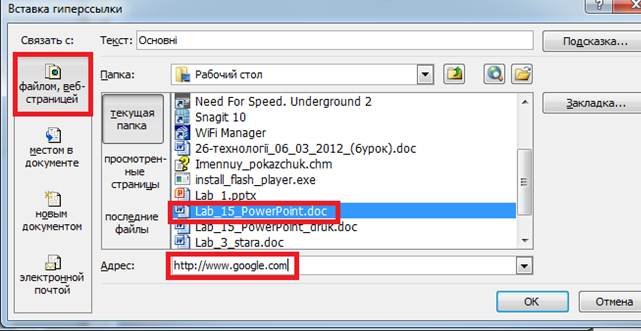 Вставка гиперссылки
?
Связать с:
Текст: Основні
Подсказка...
файлом, веб-
страницей
Папка: Рабочий стол
местом в
документе
новым
документом
электронной
почтой
текущая
папка
просмотрен-
ные
страницы
последние
файлы
Need For Speed. Underground 2
Snagit 10
WiFi Manager
26-технології_06_03_2012_(6урок).doc
Imennuy_pokazchuk.chm
install_flash_player.exe
Lab_1.pptx
Lab_15_PowerPoint.doc
Lab_15_PowerPoint_druk.doc
Lab_3_stara.doc
Закладка...
Адрес: http://www.google.com
ОК
Отмена